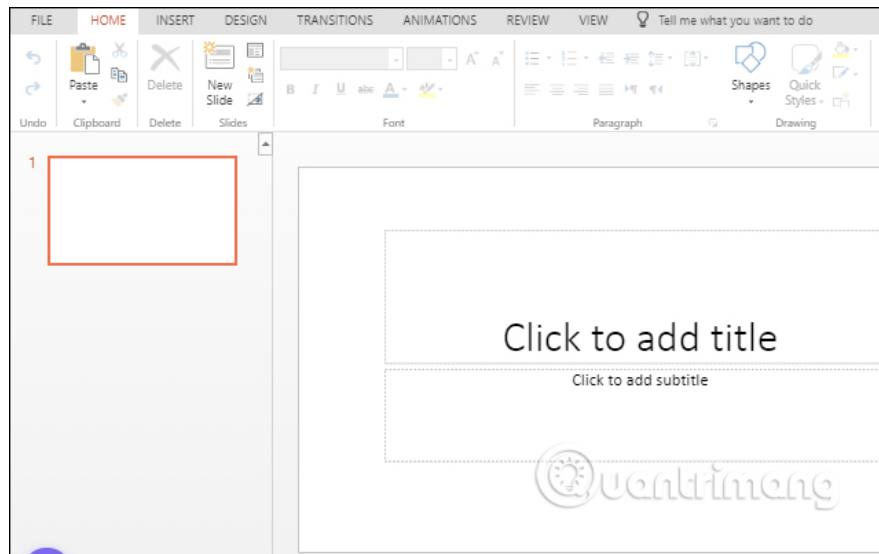 FILE HOME INSERT DESIGN TRANSITIONS ANIMATIONS REVIEW VIEW Tell me what you want to do
Paste Delete New Slide Shapes Quick Styles
B I U abc A
Undo Clipboard Delete Slides Font Paragraph Drawing
1
Click to add title
Click to add subtitle
Quantrimang